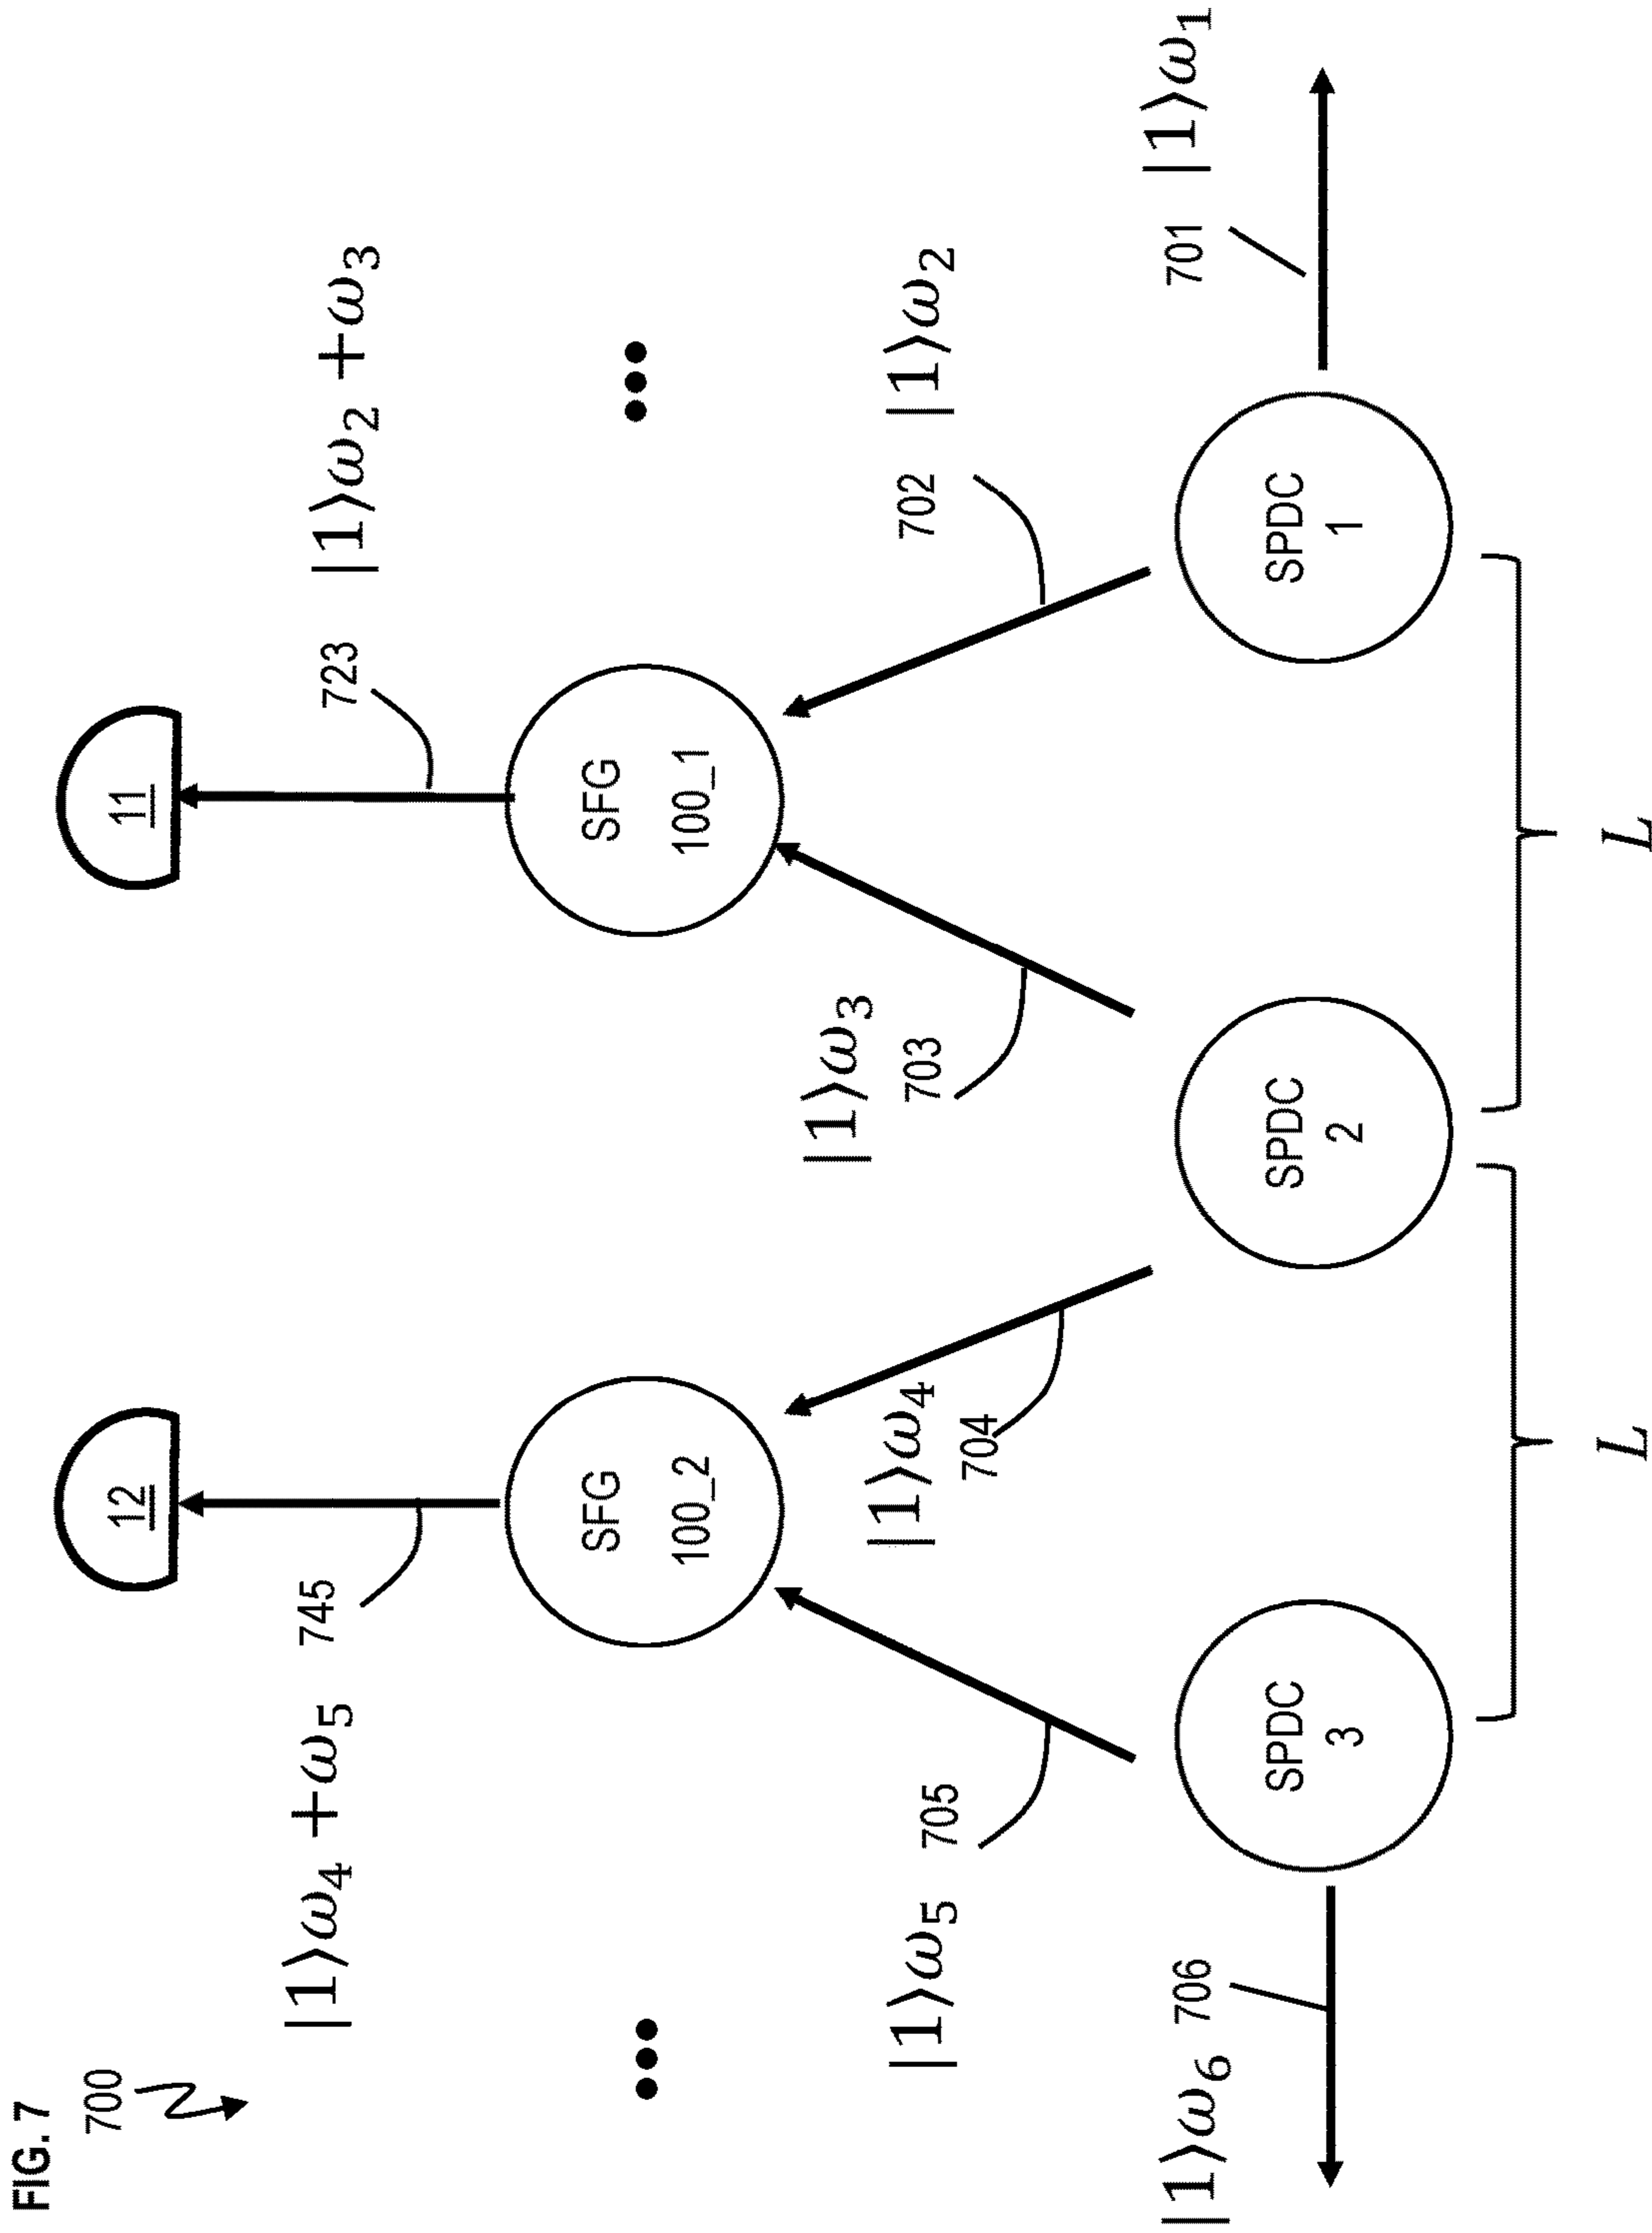 FIG. 7
700
12
11
745
|1⟩ω₄ +ω₅
723
|1⟩ω₂ +ω₃
SFG
100_2
SFG
100_1
•••
•••
|1⟩ω₅
705
|1⟩ω₄
704
|1⟩ω₃
703
702
|1⟩ω₂
|1⟩ω₆
706
701
|1⟩ω₁
SPDC
3
SPDC
2
SPDC
1
L
L